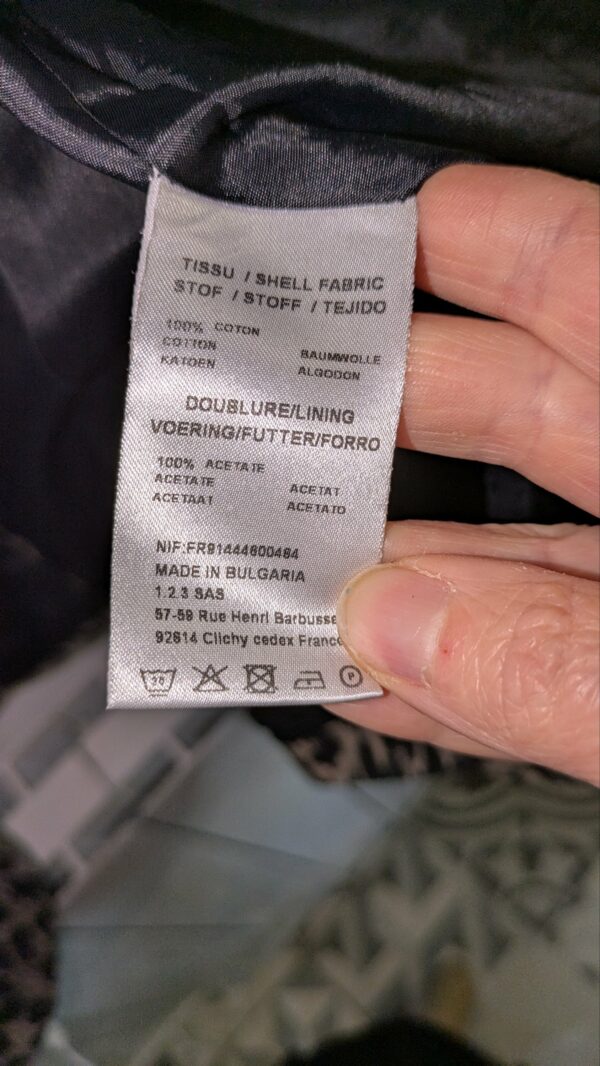 TISSU / SHELL FABRIC
STOF / STOFF / TEJIDO
100% COTON
COTTON BAUMWOLLE
KATOEN ALGODON
DOUBLURE/LINING
VOERING/FUTTER/FORRO
100% ACETATE
ACETATE ACETAT
ACETAAT ACETATO
NIF:FR91444600464
MADE IN BULGARIA
1.2.3 SAS
57-59 Rue Henri Barbusse
92614 Clichy cedex France
30 P